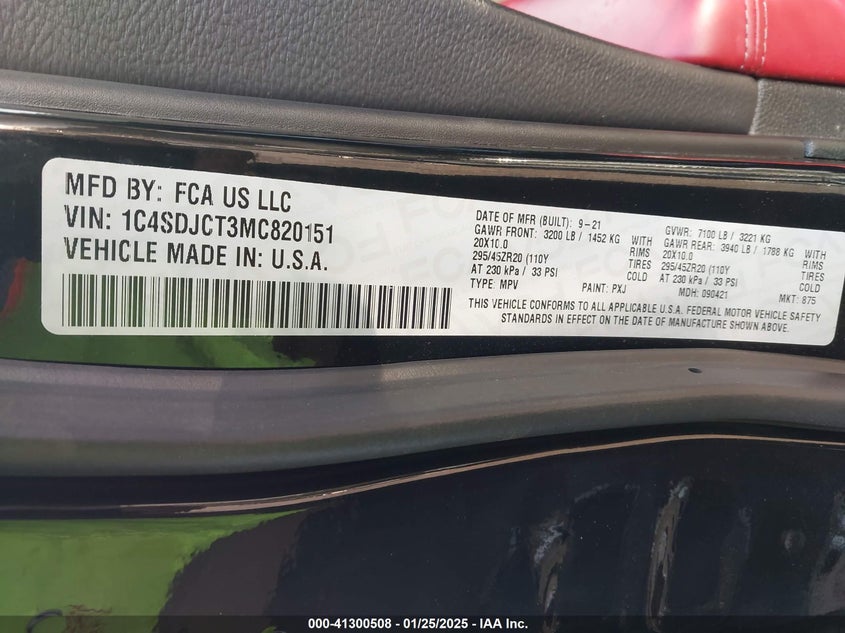 MFD BY: FCA US LLC
VIN: 1C4SDJCT3MC820151
VEHICLE MADE IN: U.S.A.
DATE OF MFR (BUILT): 9-21 GVWR: 7100 LB / 3221 KG
GAWR FRONT: 3200 LB / 1452 KG WITH GAWR REAR: 3940 LB / 1788 KG WITH
20X10.0 RIMS 20X10.0 RIMS
295/45ZR20 (110Y TIRES 295/45ZR20 (110Y TIRES
AT 230 kPa / 33 PSI COLD AT 230 kPa / 33 PSI COLD
TYPE: MPV PAINT: PXJ MDH: 090421 MKT: 875
THIS VEHICLE CONFORMS TO ALL APPLICABLE U.S.A. FEDERAL MOTOR VEHICLE SAFETY
STANDARDS IN EFFECT ON THE DATE OF MANUFACTURE SHOWN ABOVE.
000-41300508 - 01/25/2025 - IAA Inc.